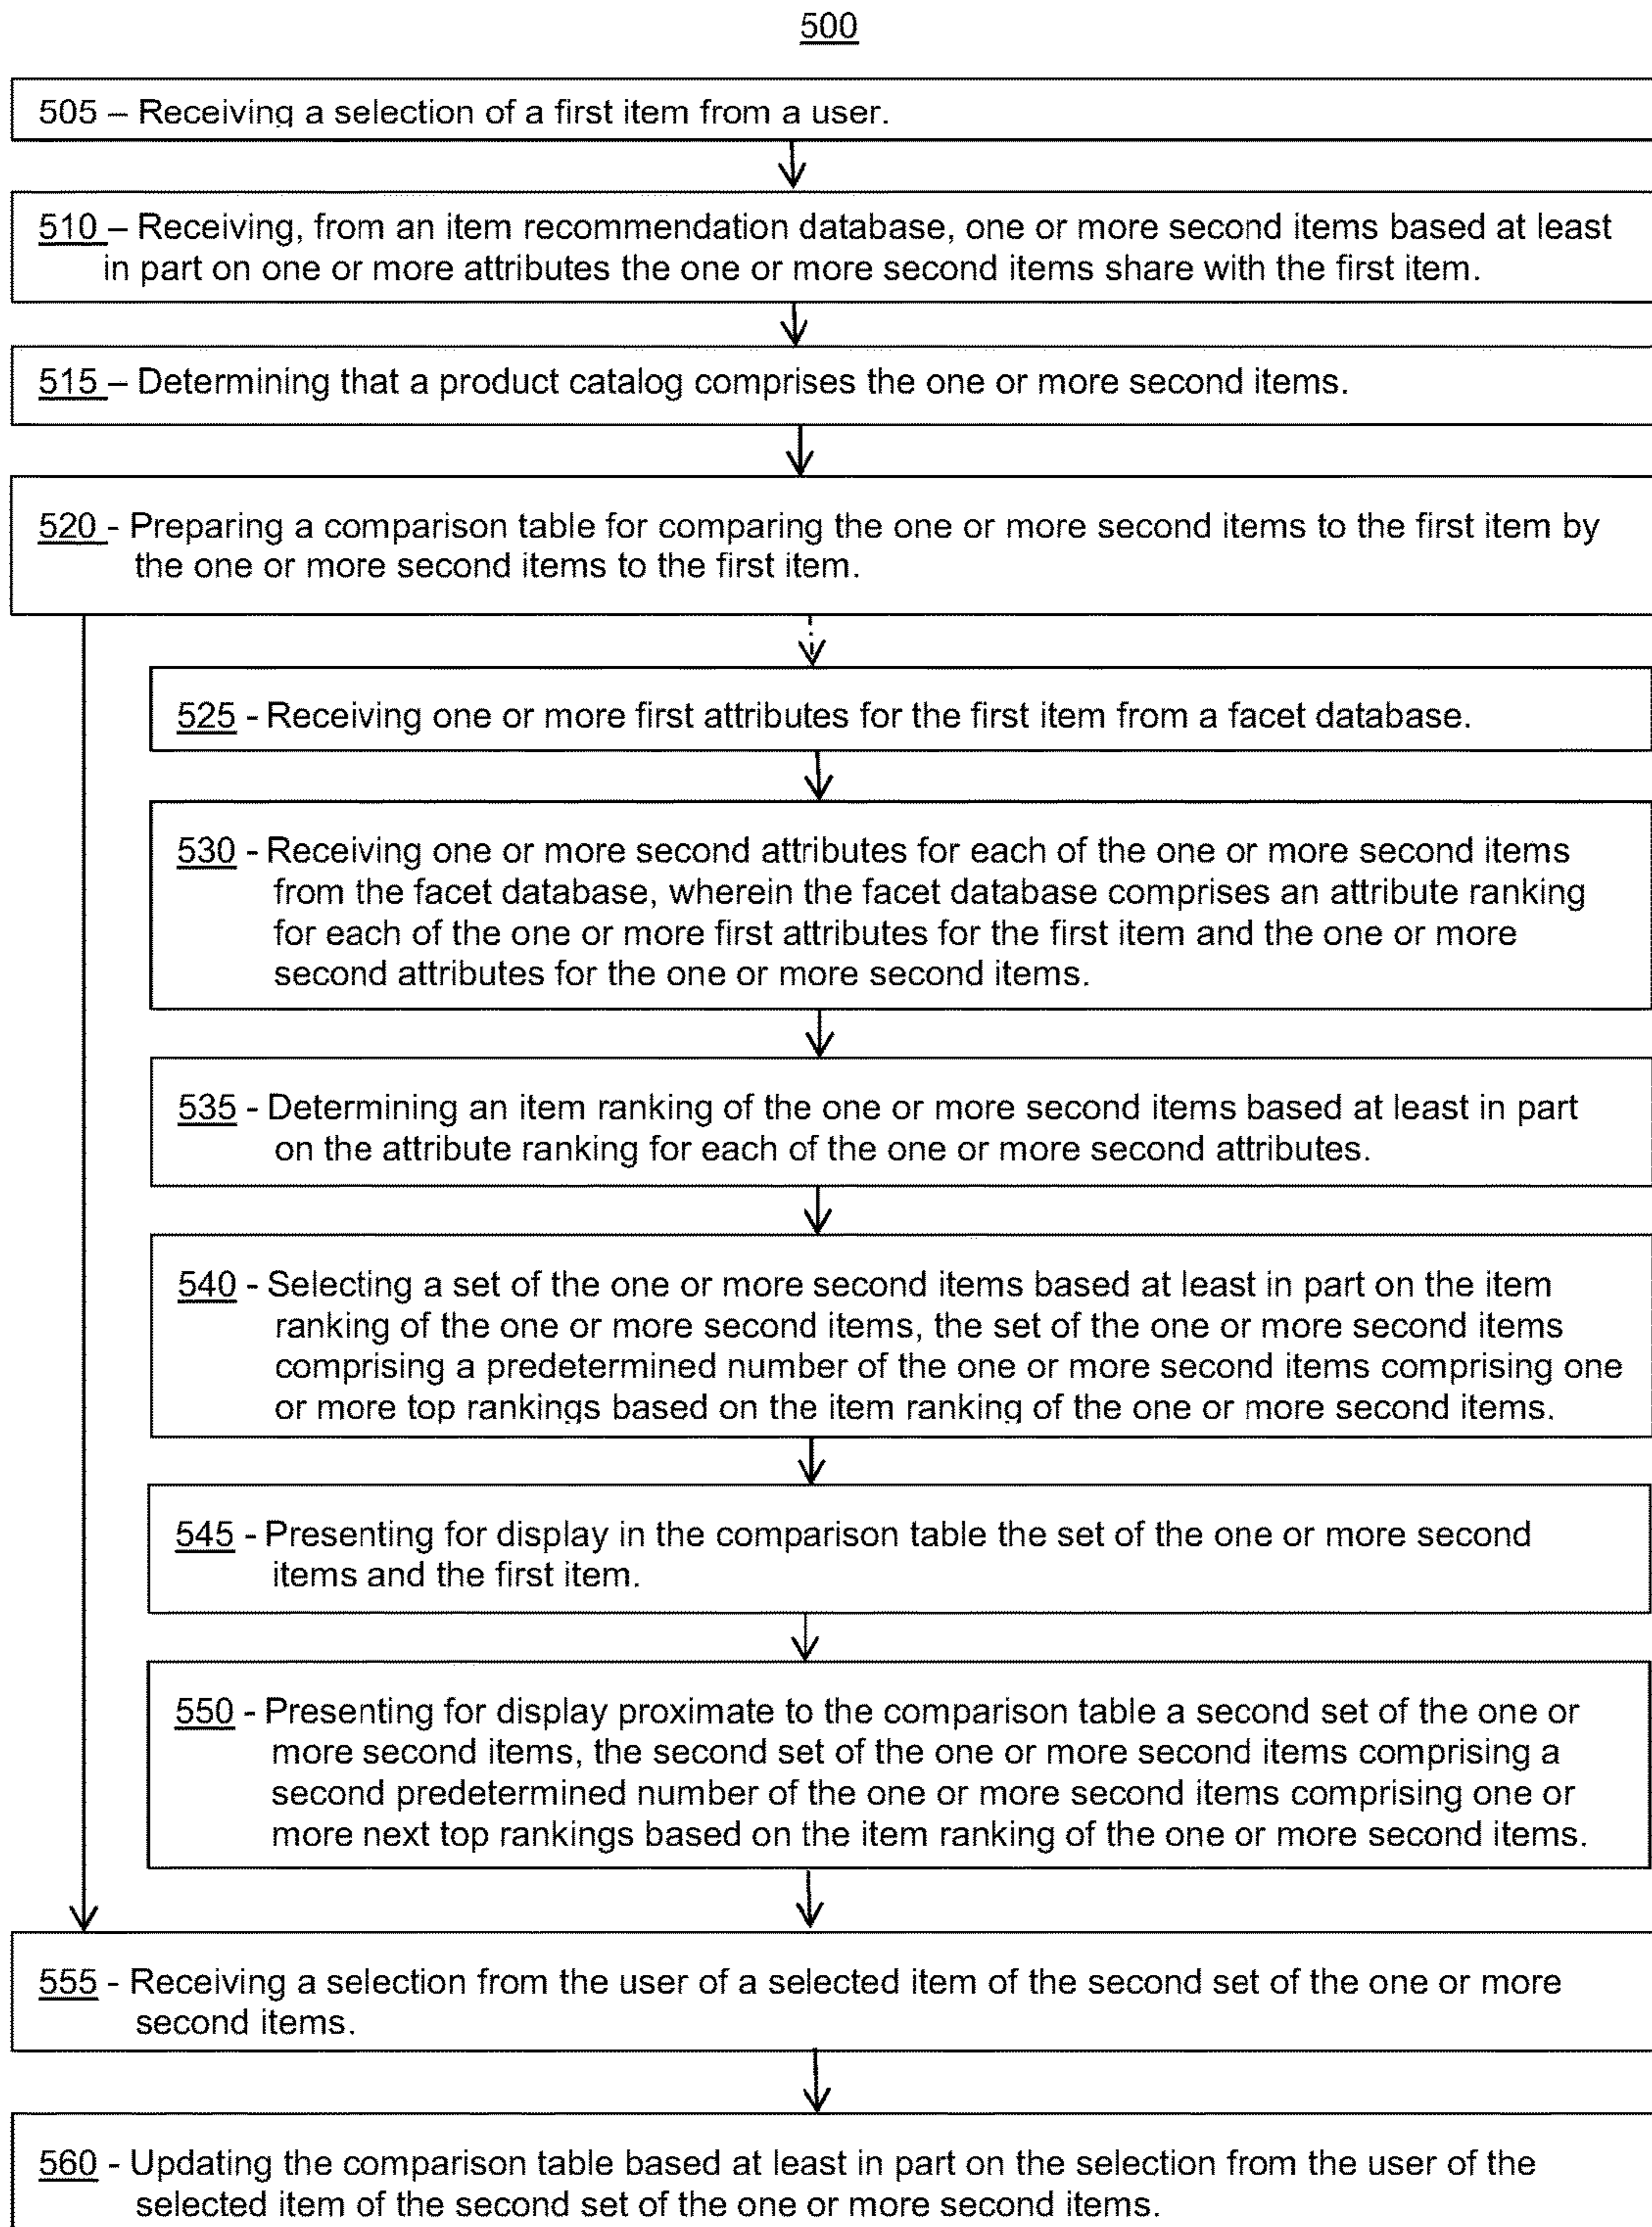 500
505 – Receiving a selection of a first item from a user.
510 – Receiving, from an item recommendation database, one or more second items based at least
in part on one or more attributes the one or more second items share with the first item.
515 – Determining that a product catalog comprises the one or more second items.
520 - Preparing a comparison table for comparing the one or more second items to the first item by
the one or more second items to the first item.
525 - Receiving one or more first attributes for the first item from a facet database.
530 - Receiving one or more second attributes for each of the one or more second items
from the facet database, wherein the facet database comprises an attribute ranking
for each of the one or more first attributes for the first item and the one or more
second attributes for the one or more second items.
535 - Determining an item ranking of the one or more second items based at least in part
on the attribute ranking for each of the one or more second attributes.
540 - Selecting a set of the one or more second items based at least in part on the item
ranking of the one or more second items, the set of the one or more second items
comprising a predetermined number of the one or more second items comprising one
or more top rankings based on the item ranking of the one or more second items.
545 - Presenting for display in the comparison table the set of the one or more second
items and the first item.
550 - Presenting for display proximate to the comparison table a second set of the one or
more second items, the second set of the one or more second items comprising a
second predetermined number of the one or more second items comprising one or
more next top rankings based on the item ranking of the one or more second items.
555 - Receiving a selection from the user of a selected item of the second set of the one or more
second items.
560 - Updating the comparison table based at least in part on the selection from the user of the
selected item of the second set of the one or more second items.